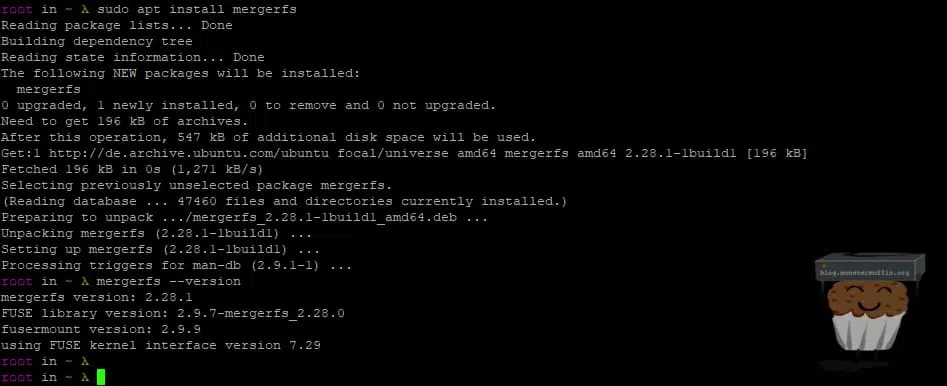 root in ~ λ sudo apt install mergerfs
Reading package lists... Done
Building dependency tree
Reading state information... Done
The following NEW packages will be installed:
  mergerfs
0 upgraded, 1 newly installed, 0 to remove and 0 not upgraded.
Need to get 196 kB of archives.
After this operation, 547 kB of additional disk space will be used.
Get:1 http://de.archive.ubuntu.com/ubuntu focal/universe amd64 mergerfs amd64 2.28.1-1build1 [196 kB]
Fetched 196 kB in 0s (1,271 kB/s)
Selecting previously unselected package mergerfs.
(Reading database ... 47460 files and directories currently installed.)
Preparing to unpack .../mergerfs_2.28.1-1build1_amd64.deb ...
Unpacking mergerfs (2.28.1-1build1) ...
Setting up mergerfs (2.28.1-1build1) ...
Processing triggers for man-db (2.9.1-1) ...
root in ~ λ mergerfs --version
mergerfs version: 2.28.1
FUSE library version: 2.9.7-mergerfs_2.28.0
fusermount version: 2.9.9
using FUSE kernel interface version 7.29
root in ~ λ
root in ~ λ
blog.monstermuffin.org